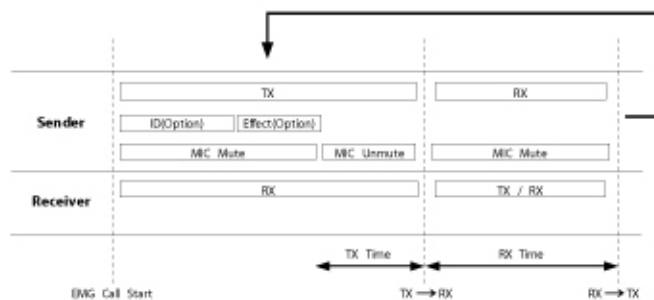 TX RX
Sender
ID(Option) Effect(Option)
MIC Mute MIC Unmute MIC Mute
RX TX / RX
Receiver
TX Time RX Time
EMG Call Start TX → RX RX → TX